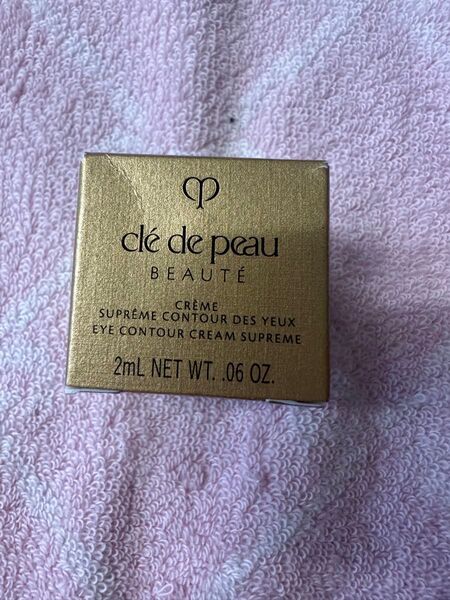 clé de peau
BEAUTÉ
CRÈME
SUPRÊME CONTOUR DES YEUX
EYE CONTOUR CREAM SUPREME
2mL NET WT. .06 OZ.